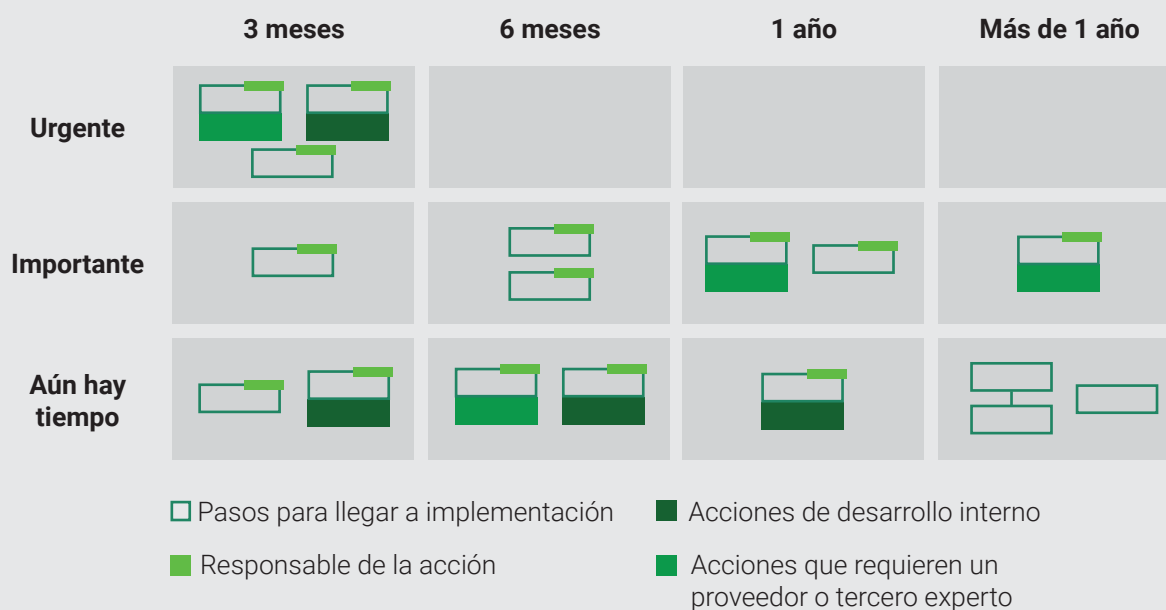 3 meses
6 meses
1 año
Más de 1 año
Urgente
Importante
Aún hay
tiempo
Pasos para llegar a implementación
Acciones de desarrollo interno
Responsable de la acción
Acciones que requieren un
proveedor o tercero experto